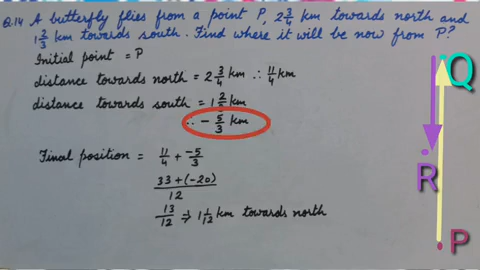 Q.14 A butterfly flies from a point P, 2 3/4 km towards north and
1 2/3 km towards south. Find where it will be now from P?
Initial point = P
distance towards north = 2 3/4 km ∴ 11/4 km
distance towards south = 1 2/3 km
∴ - 5/3 km
Final position = 11/4 + -5/3
33 + (-20)
12
13/12 ⇒ 1 1/12 km towards north
Q
R
P